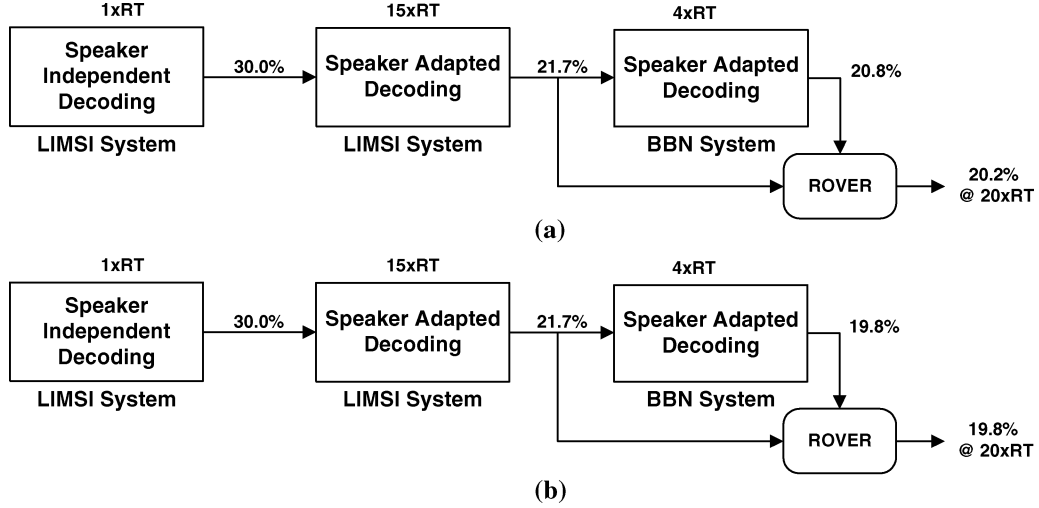 1xRT
15xRT
4xRT
Speaker
Independent
Decoding
30.0%
Speaker Adapted
Decoding
21.7%
Speaker Adapted
Decoding
20.8%
LIMSI System
LIMSI System
BBN System
ROVER
20.2%
@ 20xRT
(a)
1xRT
15xRT
4xRT
Speaker
Independent
Decoding
30.0%
Speaker Adapted
Decoding
21.7%
Speaker Adapted
Decoding
19.8%
LIMSI System
LIMSI System
BBN System
ROVER
19.8%
@ 20xRT
(b)